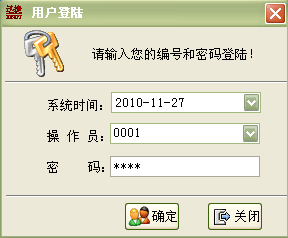 用户登陆
请输入您的编号和密码登陆！
系统时间： 2010-11-27
操 作 员： 0001
密    码： ****
确定 关闭